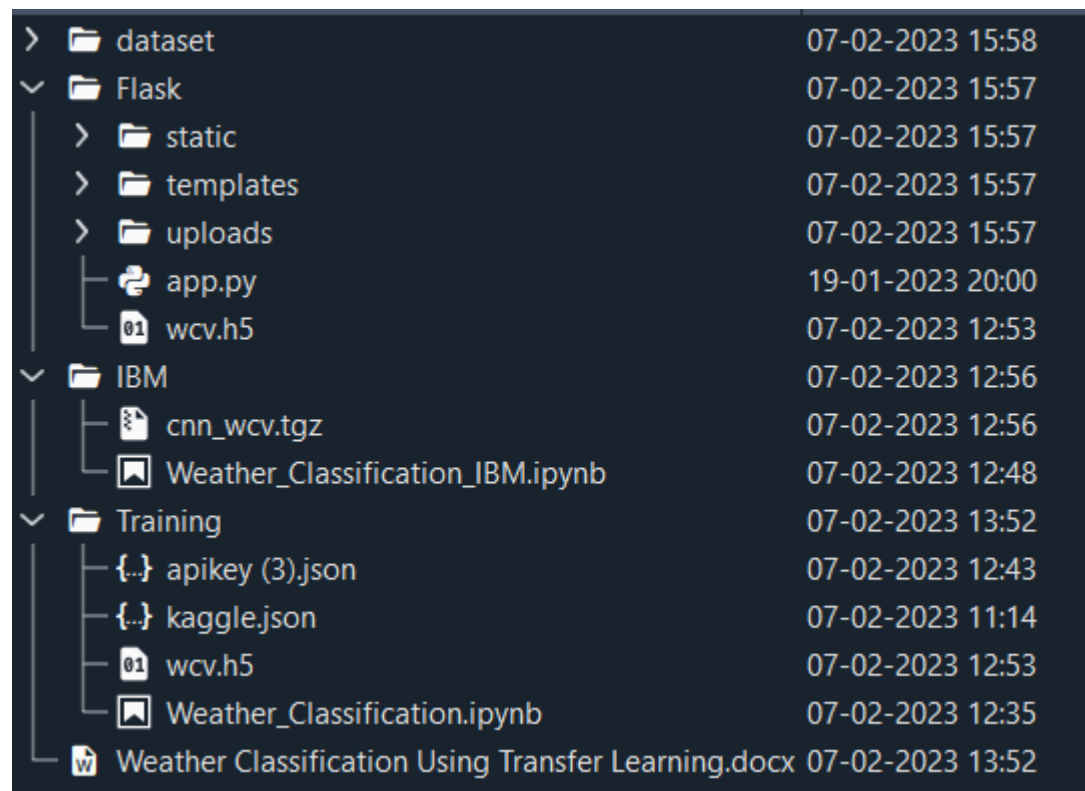 dataset 07-02-2023 15:58
Flask 07-02-2023 15:57
static 07-02-2023 15:57
templates 07-02-2023 15:57
uploads 07-02-2023 15:57
app.py 19-01-2023 20:00
01 wcv.h5 07-02-2023 12:53
IBM 07-02-2023 12:56
cnn_wcv.tgz 07-02-2023 12:56
Weather_Classification_IBM.ipynb 07-02-2023 12:48
Training 07-02-2023 13:52
{...} apikey (3).json 07-02-2023 12:43
{...} kaggle.json 07-02-2023 11:14
01 wcv.h5 07-02-2023 12:53
Weather_Classification.ipynb 07-02-2023 12:35
W Weather Classification Using Transfer Learning.docx 07-02-2023 13:52